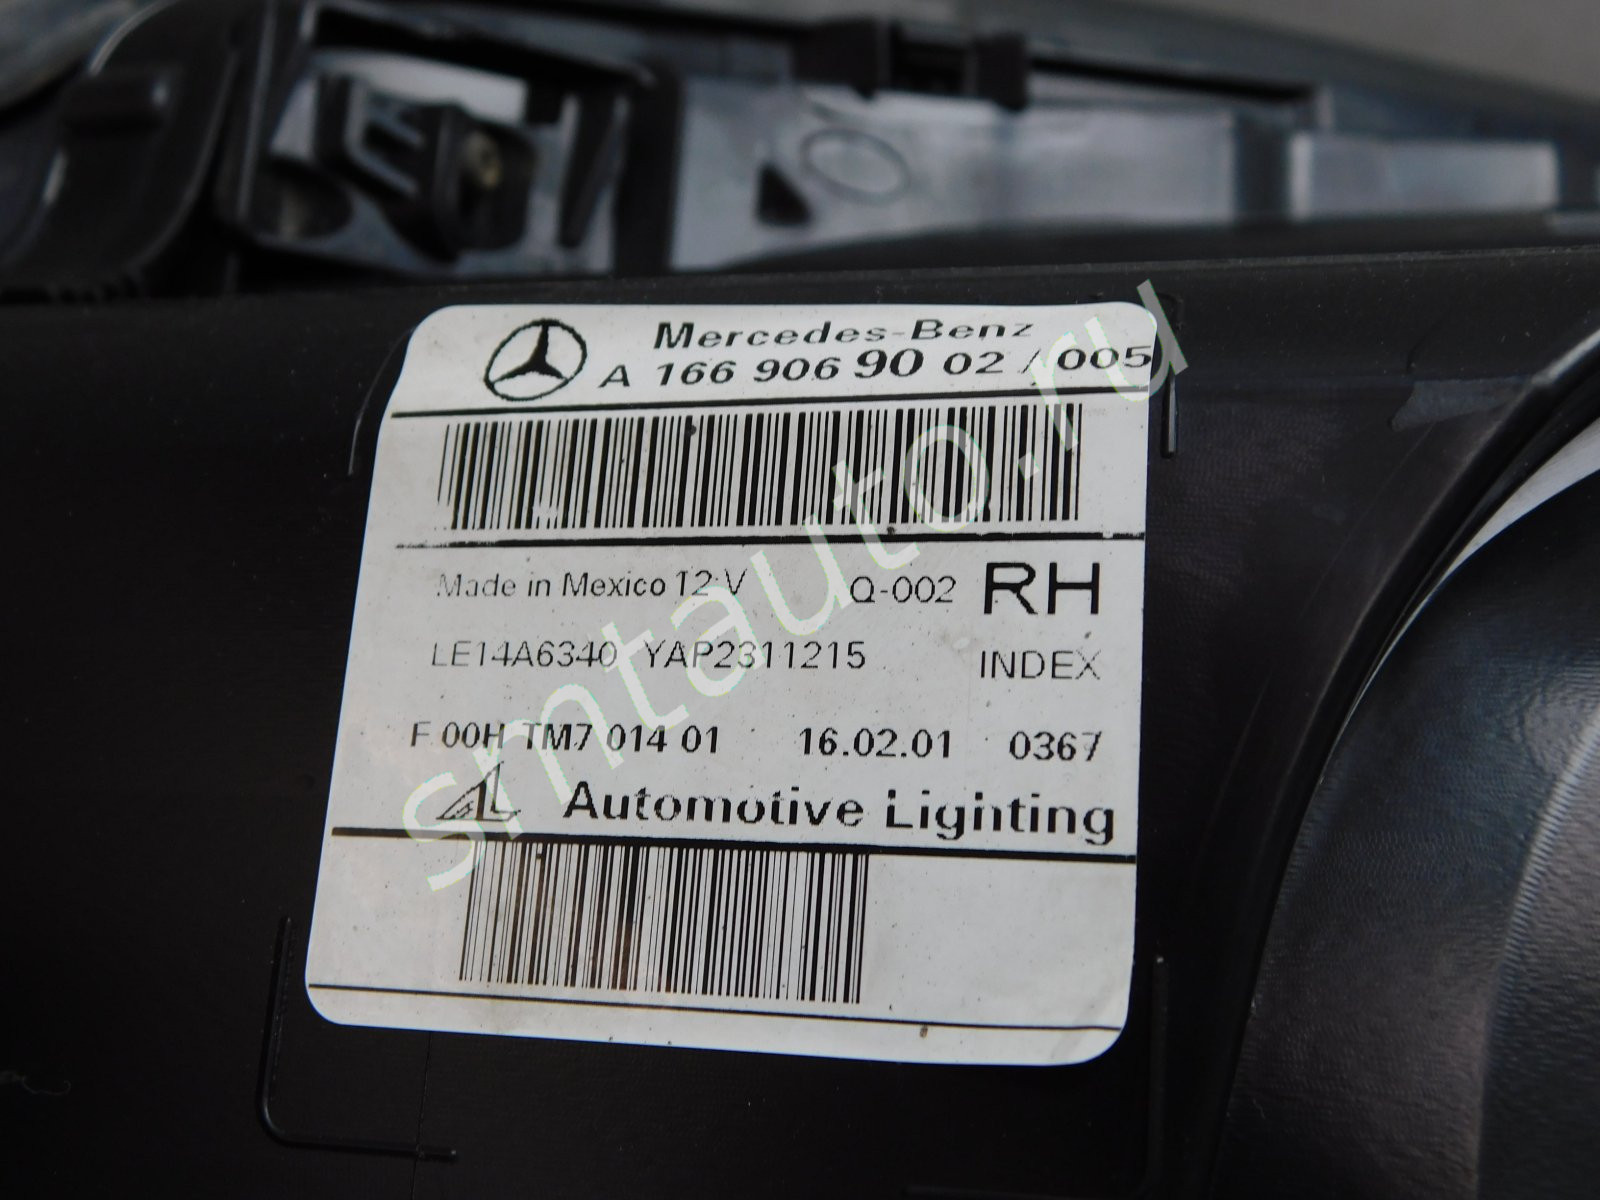 Mercedes-Benz
A 166 906 90 02 / 005
Made in Mexico 12 V Q-002 RH
LE14A6340 YAP2311215 INDEX
F 00H TM7 014 01 16.02.01 0367
AL Automotive Lighting
smtauto.ru